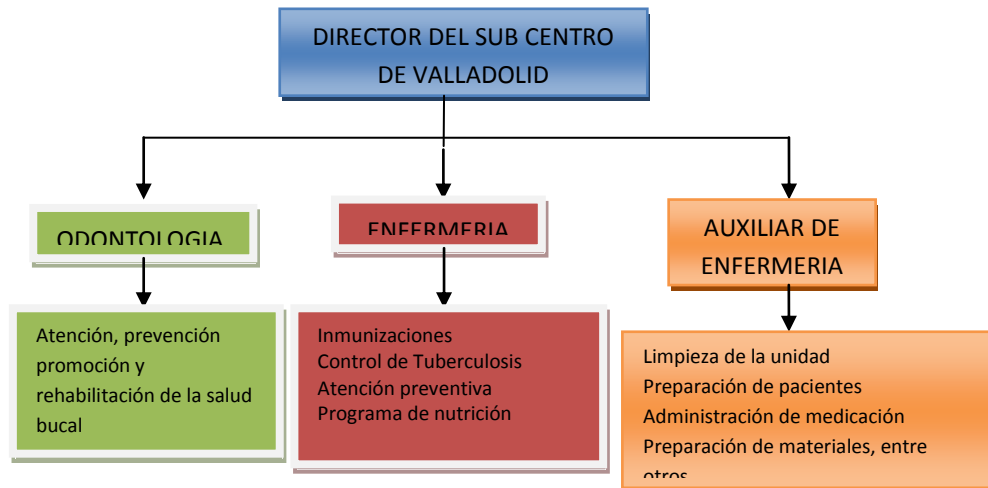 DIRECTOR DEL SUB CENTRO
DE VALLADOLID
ODONTOLOGIA
ENFERMERIA
AUXILIAR DE
ENFERMERIA
Atención, prevención
promoción y
rehabilitación de la salud
bucal
Inmunizaciones
Control de Tuberculosis
Atención preventiva
Programa de nutrición
Limpieza de la unidad
Preparación de pacientes
Administración de medicación
Preparación de materiales, entre
otros